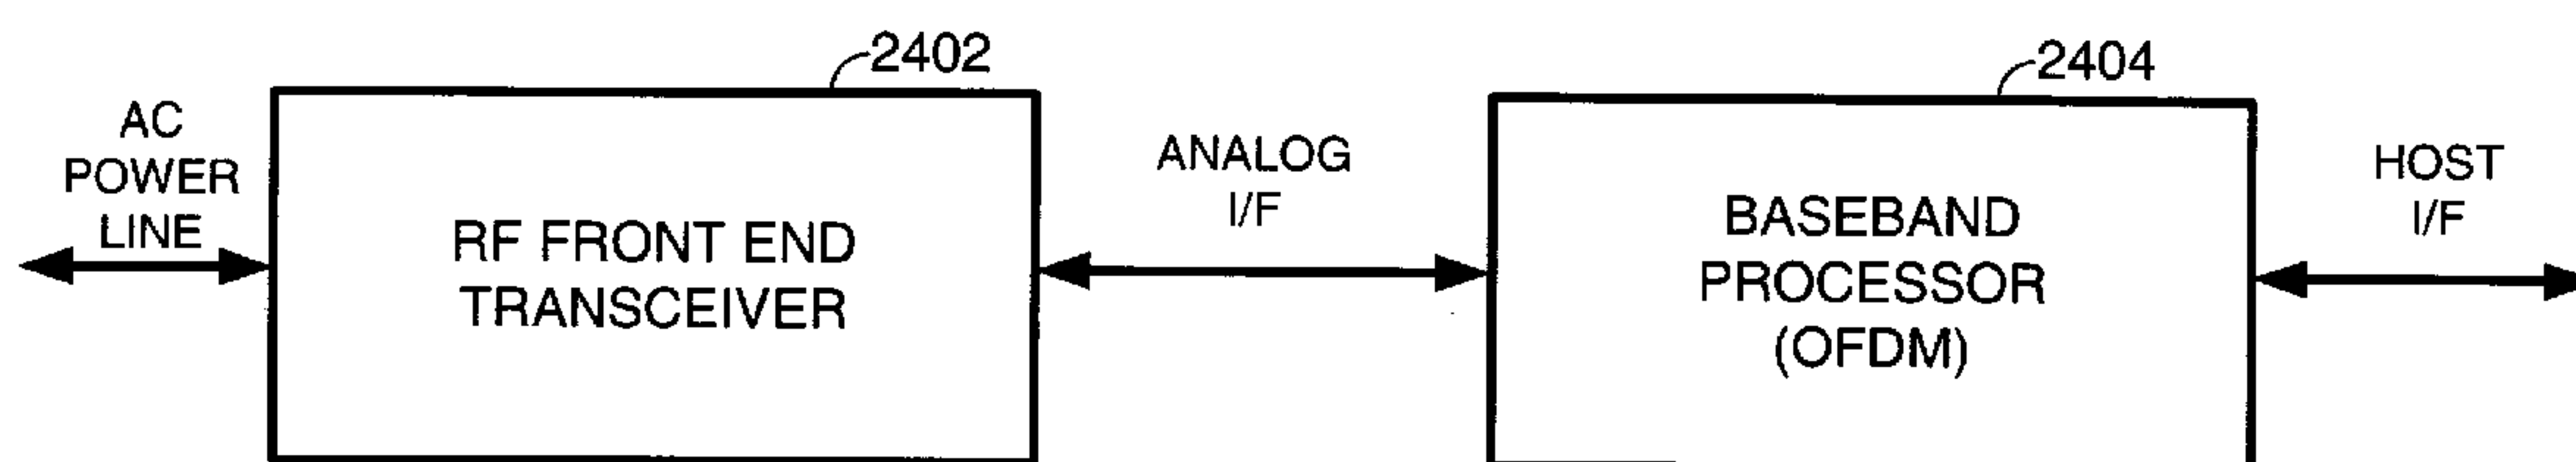 2402
2404
AC
POWER
LINE
RF FRONT END
TRANSCEIVER
ANALOG
I/F
BASEBAND
PROCESSOR
(OFDM)
HOST
I/F